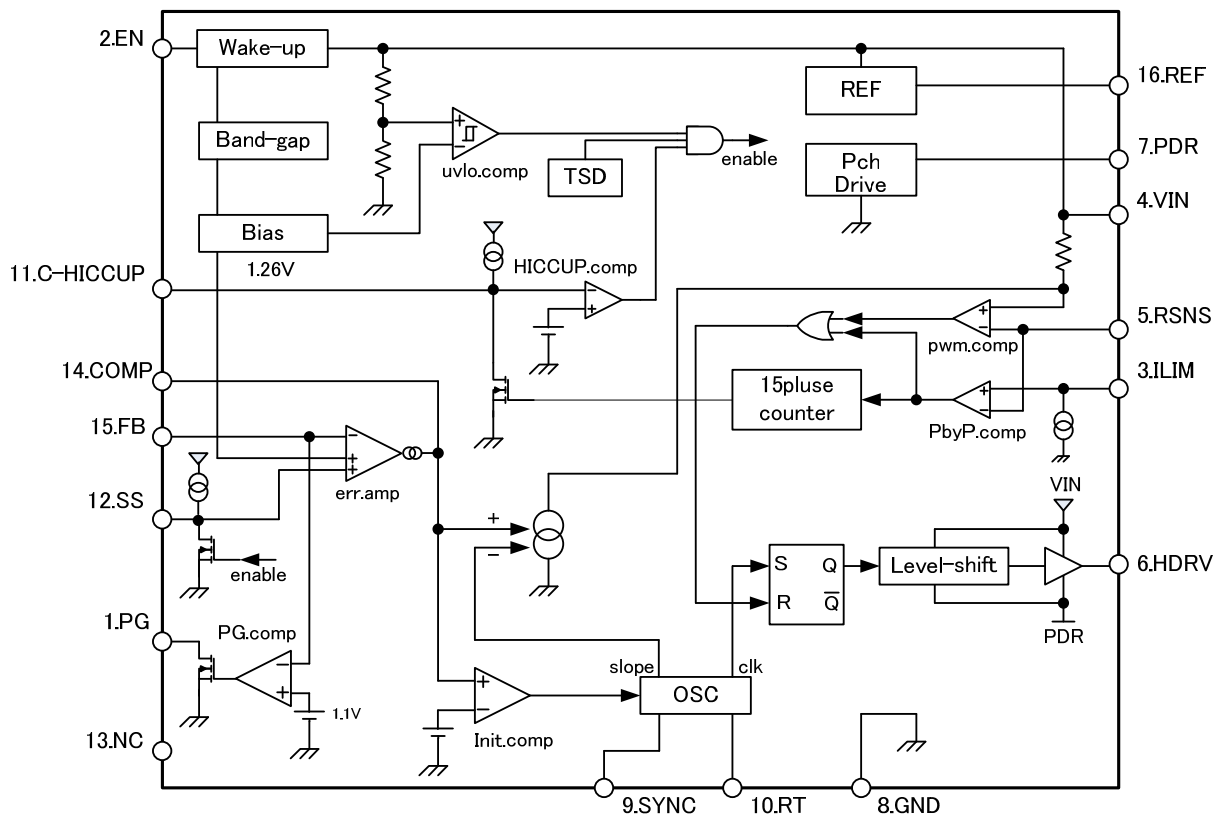 2.EN
Wake-up
16.REF
REF
Band-gap
uvlo.comp
TSD
enable
7.PDR
Pch
Drive
4.VIN
Bias
1.26V
11.C-HICCUP
HICCUP.comp
5.RSNS
pwm.comp
14.COMP
15pluse
counter
3.ILIM
PbyP.comp
15.FB
err.amp
12.SS
enable
VIN
S
Q
R
Q
Level-shift
6.HDRV
PDR
1.PG
PG.comp
1.1V
slope
clk
OSC
Init.comp
13.NC
9.SYNC
10.RT
8.GND